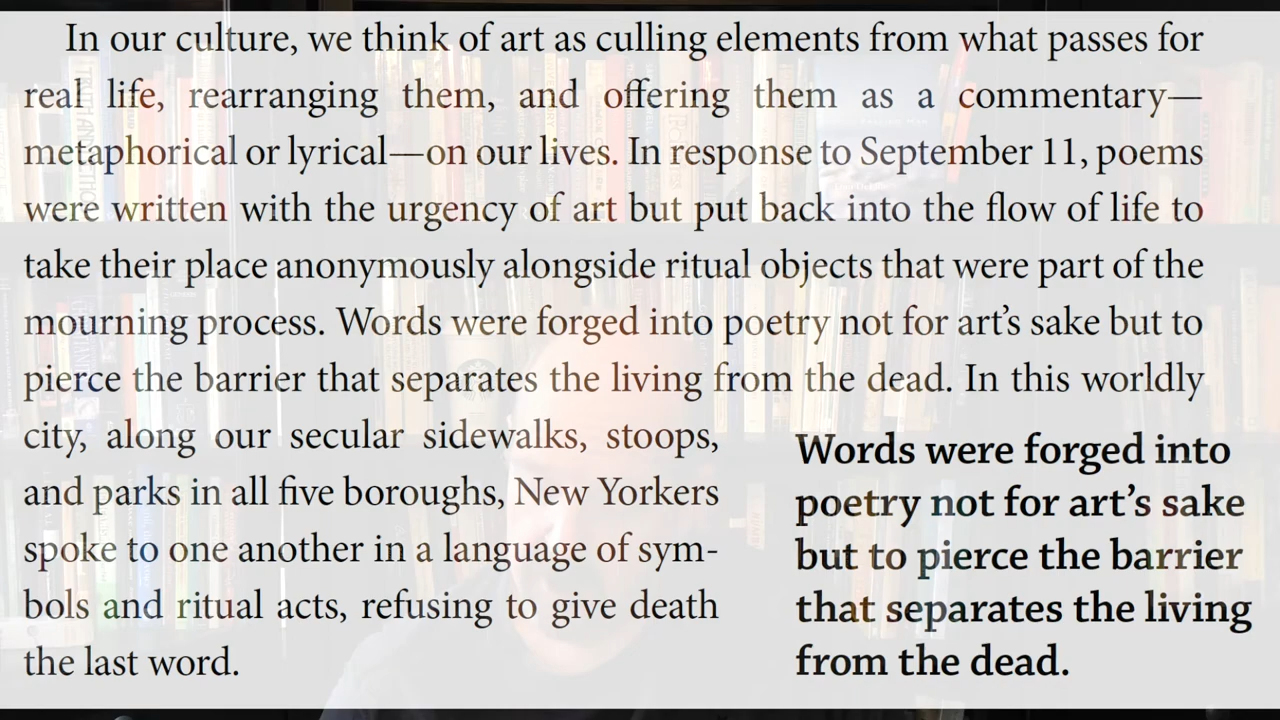 In our culture, we think of art as culling elements from what passes for
real life, rearranging them, and offering them as a commentary—
metaphorical or lyrical—on our lives. In response to September 11, poems
were written with the urgency of art but put back into the flow of life to
take their place anonymously alongside ritual objects that were part of the
mourning process. Words were forged into poetry not for art’s sake but to
pierce the barrier that separates the living from the dead. In this worldly
city, along our secular sidewalks, stoops,
and parks in all five boroughs, New Yorkers
spoke to one another in a language of sym-
bols and ritual acts, refusing to give death
the last word.
Words were forged into
poetry not for art’s sake
but to pierce the barrier
that separates the living
from the dead.